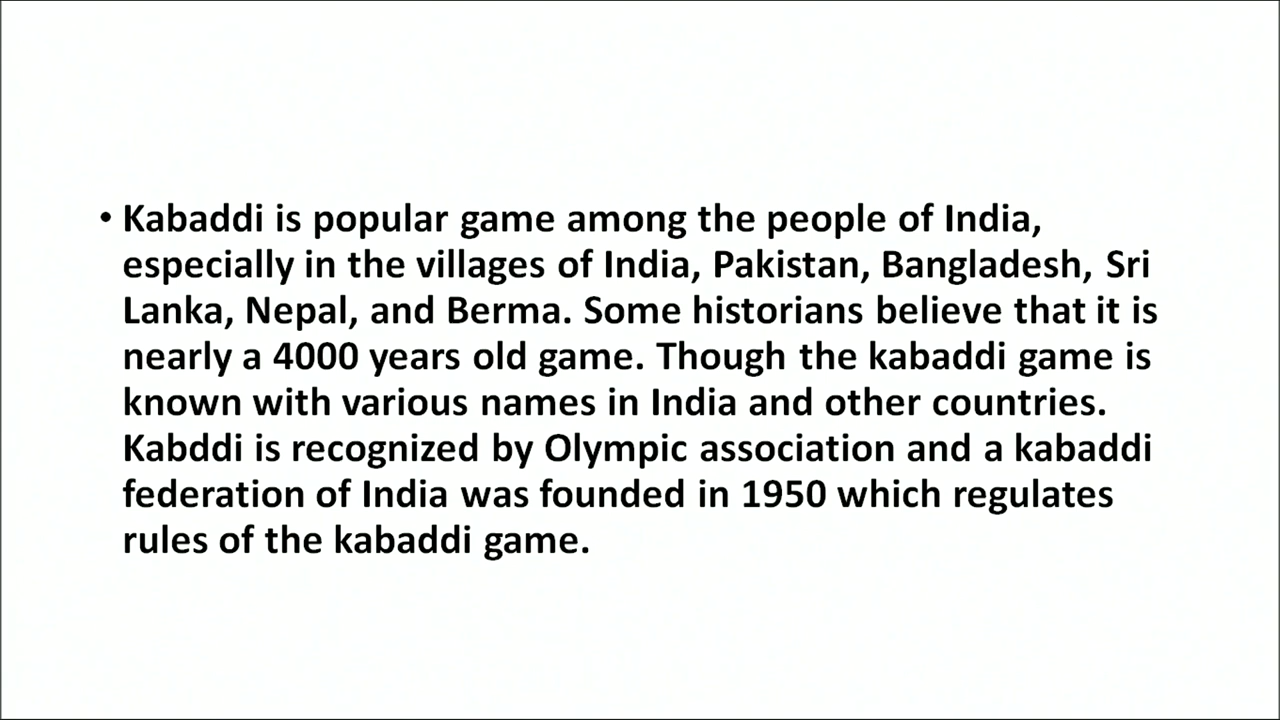 • Kabaddi is popular game among the people of India,
especially in the villages of India, Pakistan, Bangladesh, Sri
Lanka, Nepal, and Berma. Some historians believe that it is
nearly a 4000 years old game. Though the kabaddi game is
known with various names in India and other countries.
Kabddi is recognized by Olympic association and a kabaddi
federation of India was founded in 1950 which regulates
rules of the kabaddi game.